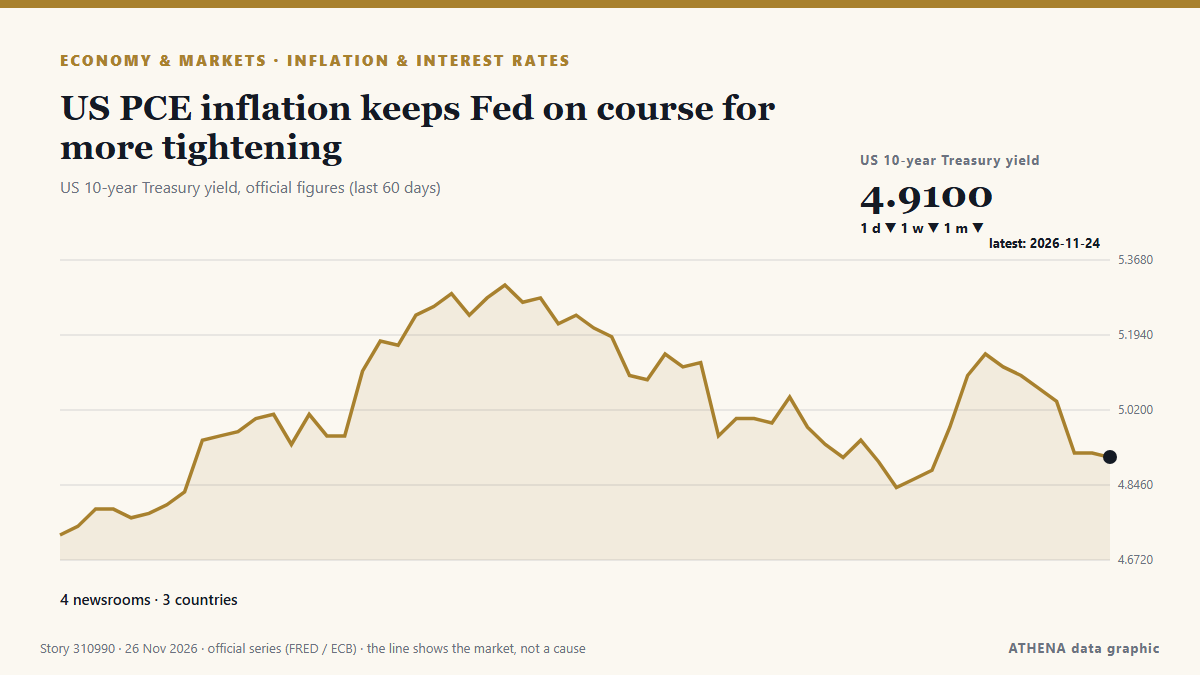 ECONOMY & MARKETS · INFLATION & INTEREST RATES
US PCE inflation keeps Fed on course for
more tightening
US 10-year Treasury yield, official figures (last 60 days)
US 10-year Treasury yield
4.9100
1 d ▼ 1 w ▼ 1 m ▼
latest: 2026-11-24
5.3680
5.1940
5.0200
4.8460
4.6720
4 newsrooms · 3 countries
Story 310990 · 26 Nov 2026 · official series (FRED / ECB) · the line shows the market, not a cause
ATHENA data graphic